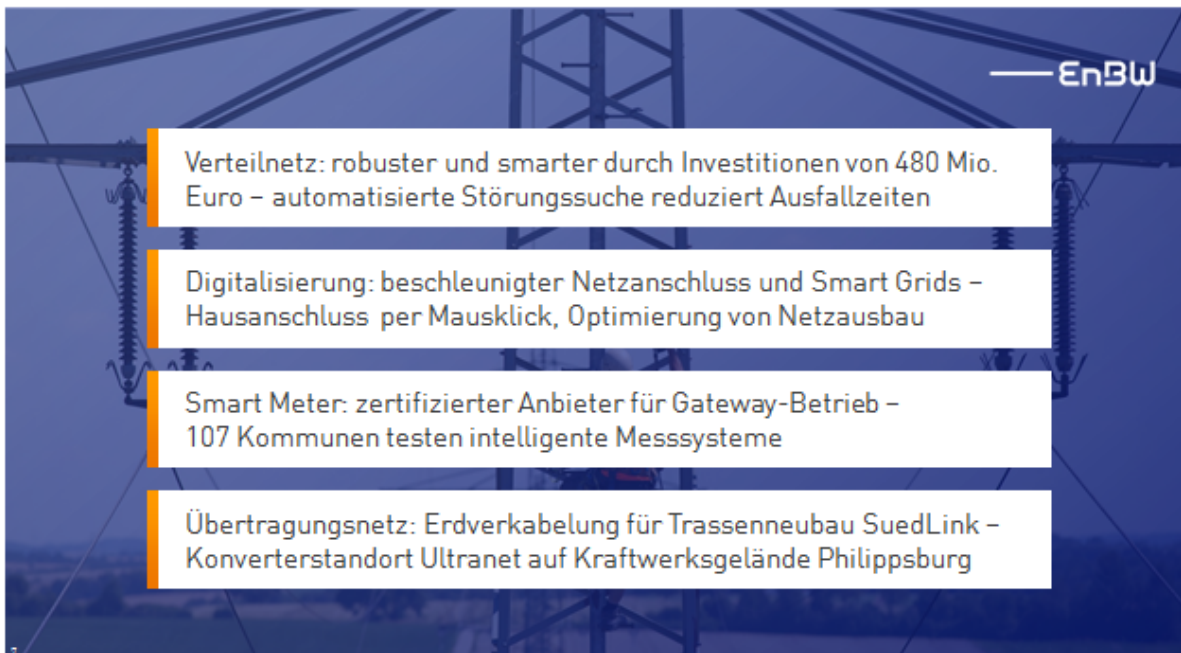 EnBW
Verteilnetz: robuster und smarter durch Investitionen von 480 Mio.
Euro – automatisierte Störungssuche reduziert Ausfallzeiten
Digitalisierung: beschleunigter Netzanschluss und Smart Grids –
Hausanschluss per Mausklick, Optimierung von Netzausbau
Smart Meter: zertifizierter Anbieter für Gateway-Betrieb –
107 Kommunen testen intelligente Messsysteme
Übertragungsnetz: Erdverkabelung für Trassenneubau SuedLink –
Konverterstandort Ultranet auf Kraftwerksgelände Philippsburg